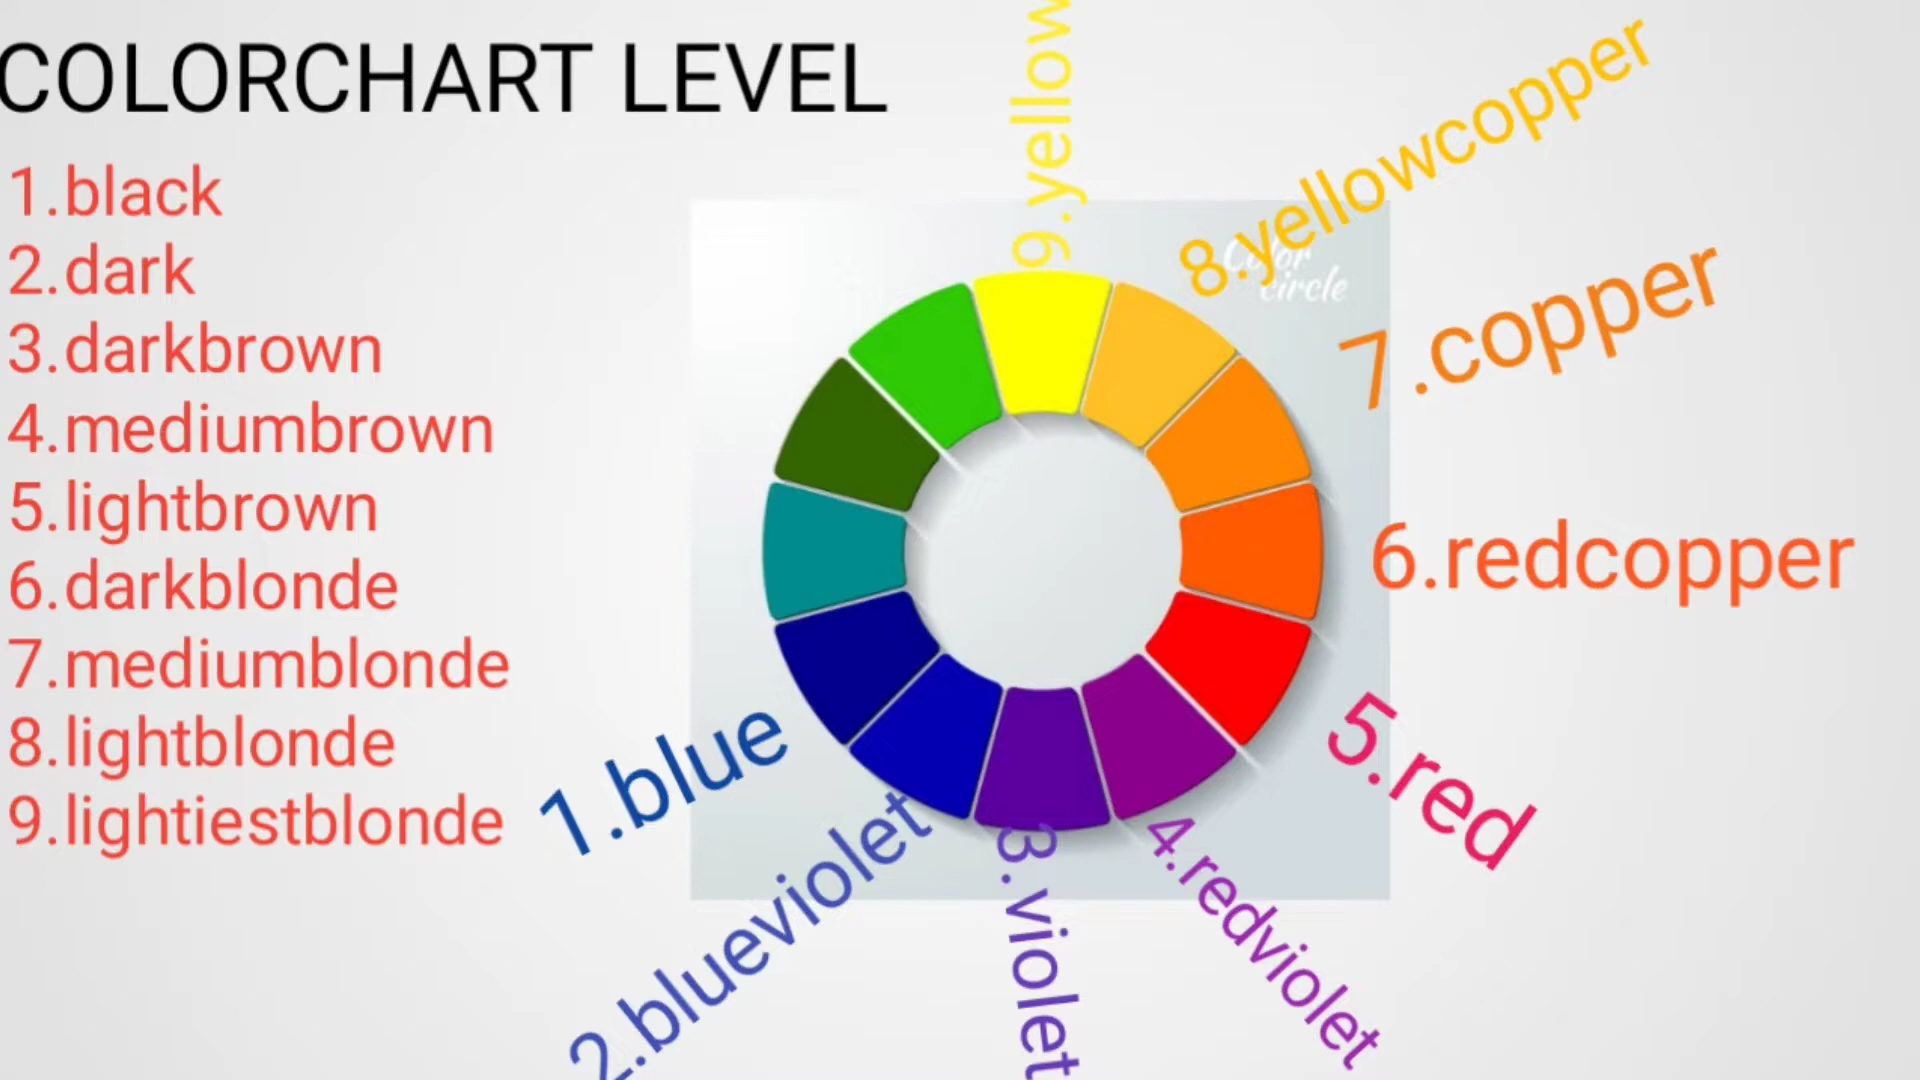 COLORCHART LEVEL
1.black
2.dark
3.darkbrown
4.mediumbrown
5.lightbrown
6.darkblonde
7.mediumblonde
8.lightblonde
9.lightiestblonde
9.yellow
8.yellowcopper
Color
circle
7.copper
6.redcopper
5.red
4.redviolet
3.violet
2.blueviolet
1.blue